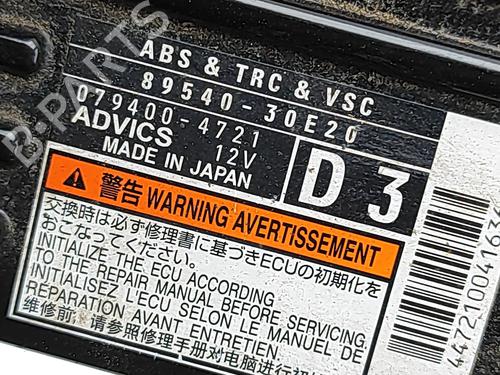 B-PARTS
ABS & TRC & VSC
89540-30E20
079400-4721
ADVICS 12V
MADE IN JAPAN
D 3
警告 WARNING AVERTISSEMENT
交換時は必ず修理書に基づきECUの初期化を
おこなってください
INITIALIZE THE ECU ACCORDING
TO THE REPAIR MANUAL BEFORE SERVICING
INITIALISER L'ECU SELON LE MANUEL DE
REPARATION AVANT ENTRETIEN.
维修前，请参照修理手册对电脑进行初
44721004163